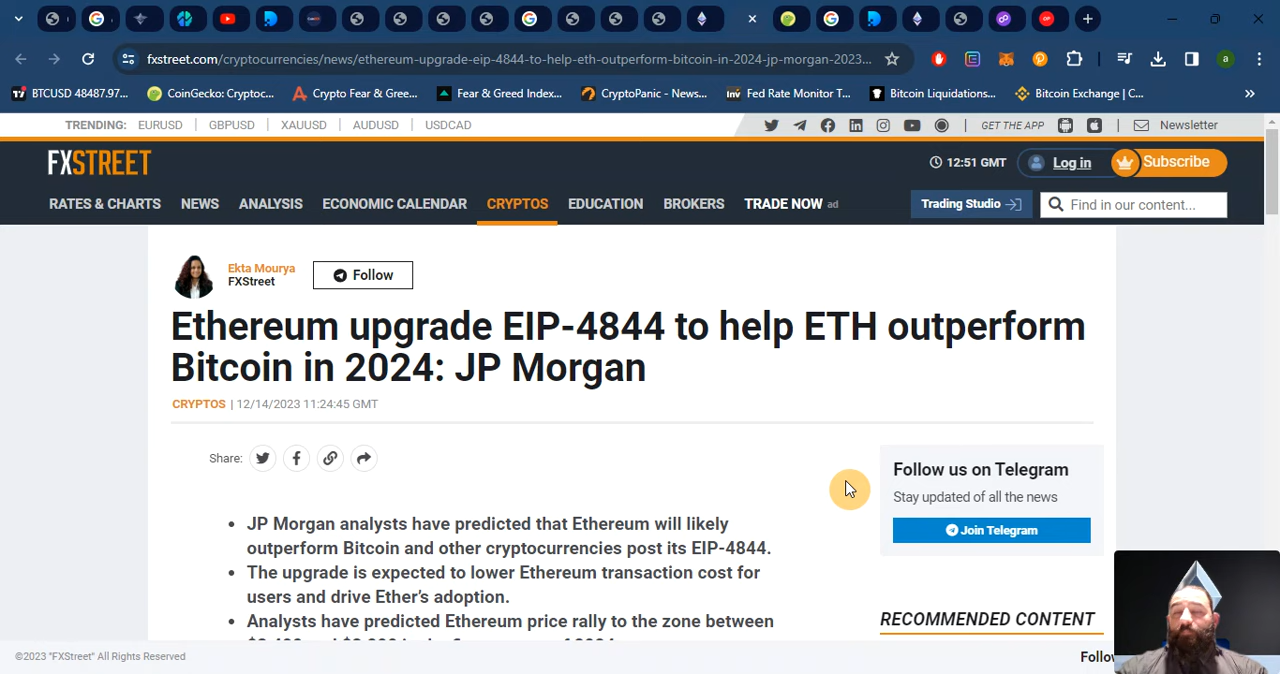 fxstreet.com/cryptocurrencies/news/ethereum-upgrade-eip-4844-to-help-eth-outperform-bitcoin-in-2024-jp-morgan-2023...
BTCUSD 48487.97... CoinGecko: Cryptoc... Crypto Fear & Gree... Fear & Greed Index... CryptoPanic - News... Fed Rate Monitor T... Bitcoin Liquidations... Bitcoin Exchange | C...
TRENDING: EURUSD GBPUSD XAUUSD AUDUSD USDCAD GET THE APP Newsletter
FXSTREET 12:51 GMT Log in Subscribe
RATES & CHARTS NEWS ANALYSIS ECONOMIC CALENDAR CRYPTOS EDUCATION BROKERS TRADE NOW ad Trading Studio Find in our content...
Ekta Mourya
FXStreet
Follow
Ethereum upgrade EIP-4844 to help ETH outperform
Bitcoin in 2024: JP Morgan
CRYPTOS | 12/14/2023 11:24:45 GMT
Share:
• JP Morgan analysts have predicted that Ethereum will likely
outperform Bitcoin and other cryptocurrencies post its EIP-4844.
• The upgrade is expected to lower Ethereum transaction cost for
users and drive Ether's adoption.
• Analysts have predicted Ethereum price rally to the zone between
Follow us on Telegram
Stay updated of all the news
Join Telegram
RECOMMENDED CONTENT
©2023 "FXStreet" All Rights Reserved